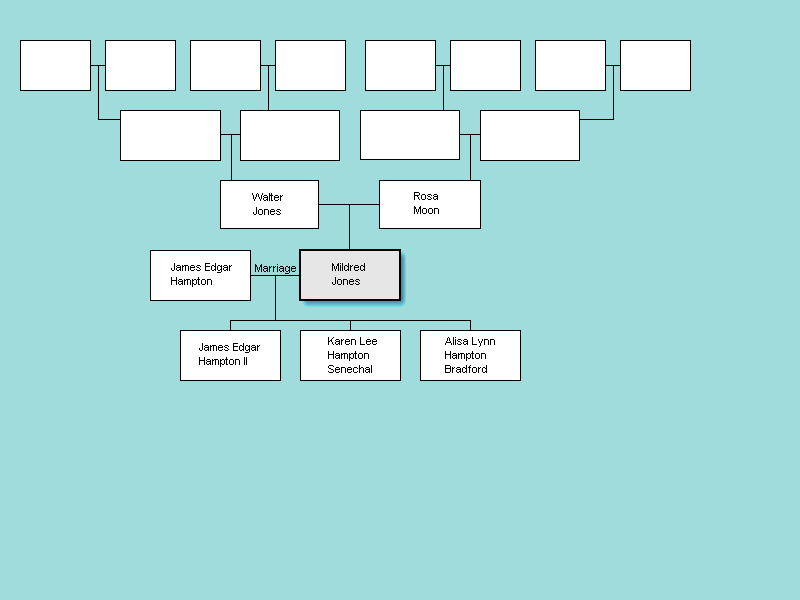 Walter
Jones
Rosa
Moon
James Edgar
Hampton
Marriage
Mildred
Jones
James Edgar
Hampton II
Karen Lee
Hampton
Senechal
Alisa Lynn
Hampton
Bradford